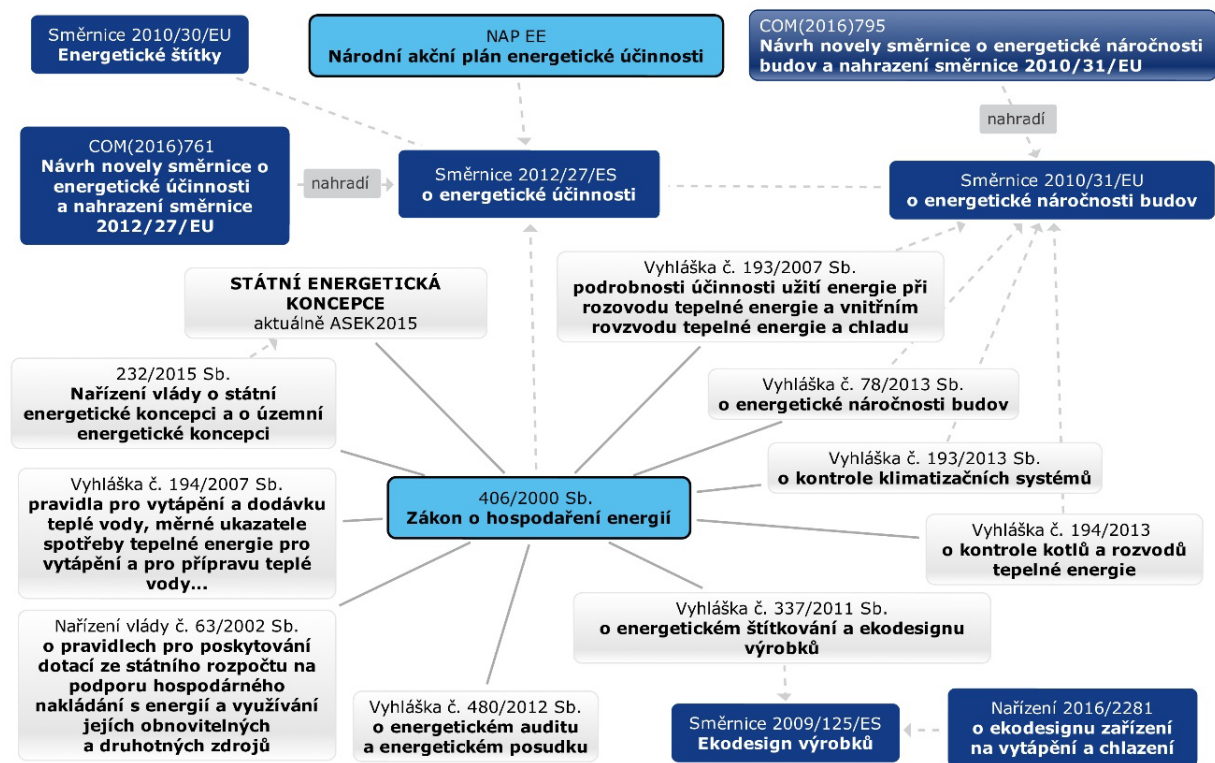 Směrnice 2010/30/EU
Energetické štítky
NAP EE
Národní akční plán energetické účinnosti
COM(2016)795
Návrh novely směrnice o energetické náročnosti
budov a nahrazení směrnice 2010/31/EU
nahradí
COM(2016)761
Návrh novely směrnice o
energetické účinnosti
a nahrazení směrnice
2012/27/EU
nahradí
Směrnice 2012/27/ES
o energetické účinnosti
Směrnice 2010/31/EU
o energetické náročnosti budov
STÁTNÍ ENERGETICKÁ
KONCEPCE
aktuálně ASEK2015
Vyhláška č. 193/2007 Sb.
podrobnosti účinnosti užití energie při
rozovodu tepelné energie a vnitřním
rovzvodu tepelné energie a chladu
232/2015 Sb.
Nařízení vlády o státní
energetické koncepci a o územní
energetické koncepci
Vyhláška č. 78/2013 Sb.
o energetické náročnosti budov
Vyhláška č. 193/2013 Sb.
o kontrole klimatizačních systémů
Vyhláška č. 194/2007 Sb.
pravidla pro vytápění a dodávku
teplé vody, měrné ukazatele
spotřeby tepelné energie pro
vytápění a pro přípravu teplé
vody...
406/2000 Sb.
Zákon o hospodaření energií
Vyhláška č. 194/2013
o kontrole kotlů a rozvodů
tepelné energie
Vyhláška č. 337/2011 Sb.
o energetickém štítkování a ekodesignu
výrobků
Nařízení vlády č. 63/2002 Sb.
o pravidlech pro poskytování
dotací ze státního rozpočtu na
podporu hospodárného
nakládání s energií a využívání
jejích obnovitelných
a druhotných zdrojů
Vyhláška č. 480/2012 Sb.
o energetickém auditu
a energetickém posudku
Směrnice 2009/125/ES
Ekodesign výrobků
Nařízení 2016/2281
o ekodesignu zařízení
na vytápění a chlazení